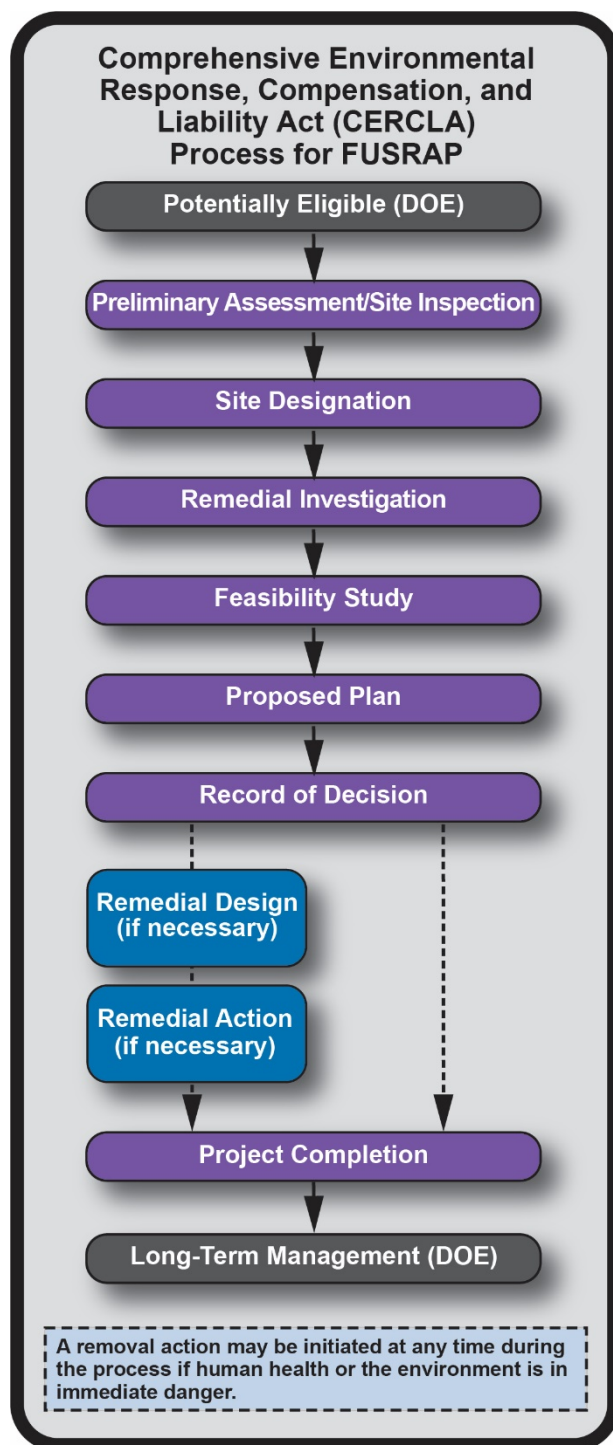 Comprehensive Environmental
Response, Compensation, and
Liability Act (CERCLA)
Process for FUSRAP
Potentially Eligible (DOE)
Preliminary Assessment/Site Inspection
Site Designation
Remedial Investigation
Feasibility Study
Proposed Plan
Record of Decision
Remedial Design
(if necessary)
Remedial Action
(if necessary)
Project Completion
Long-Term Management (DOE)
A removal action may be initiated at any time during
the process if human health or the environment is in
immediate danger.